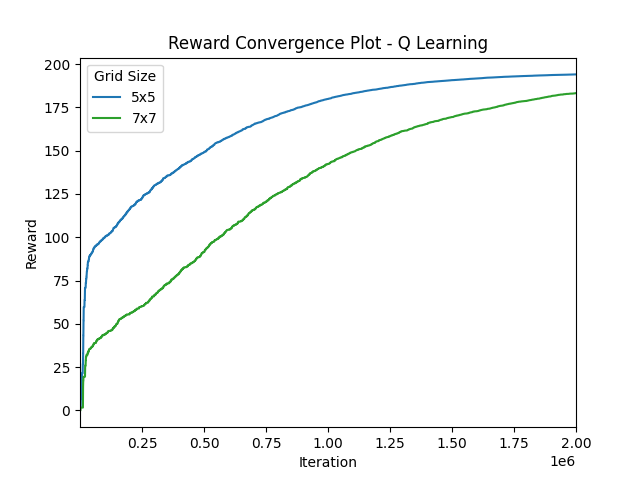 Reward Convergence Plot - Q Learning
Grid Size
5x5
7x7
Reward
200
175
150
125
100
75
50
25
0
0.25 0.50 0.75 1.00 1.25 1.50 1.75 2.00
1e6
Iteration